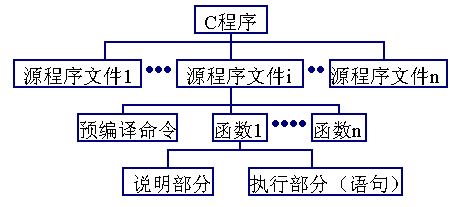 C程序
源程序文件1 ••• 源程序文件i •• 源程序文件n
预编译命令 函数1 •••• 函数n
说明部分 执行部分（语句）